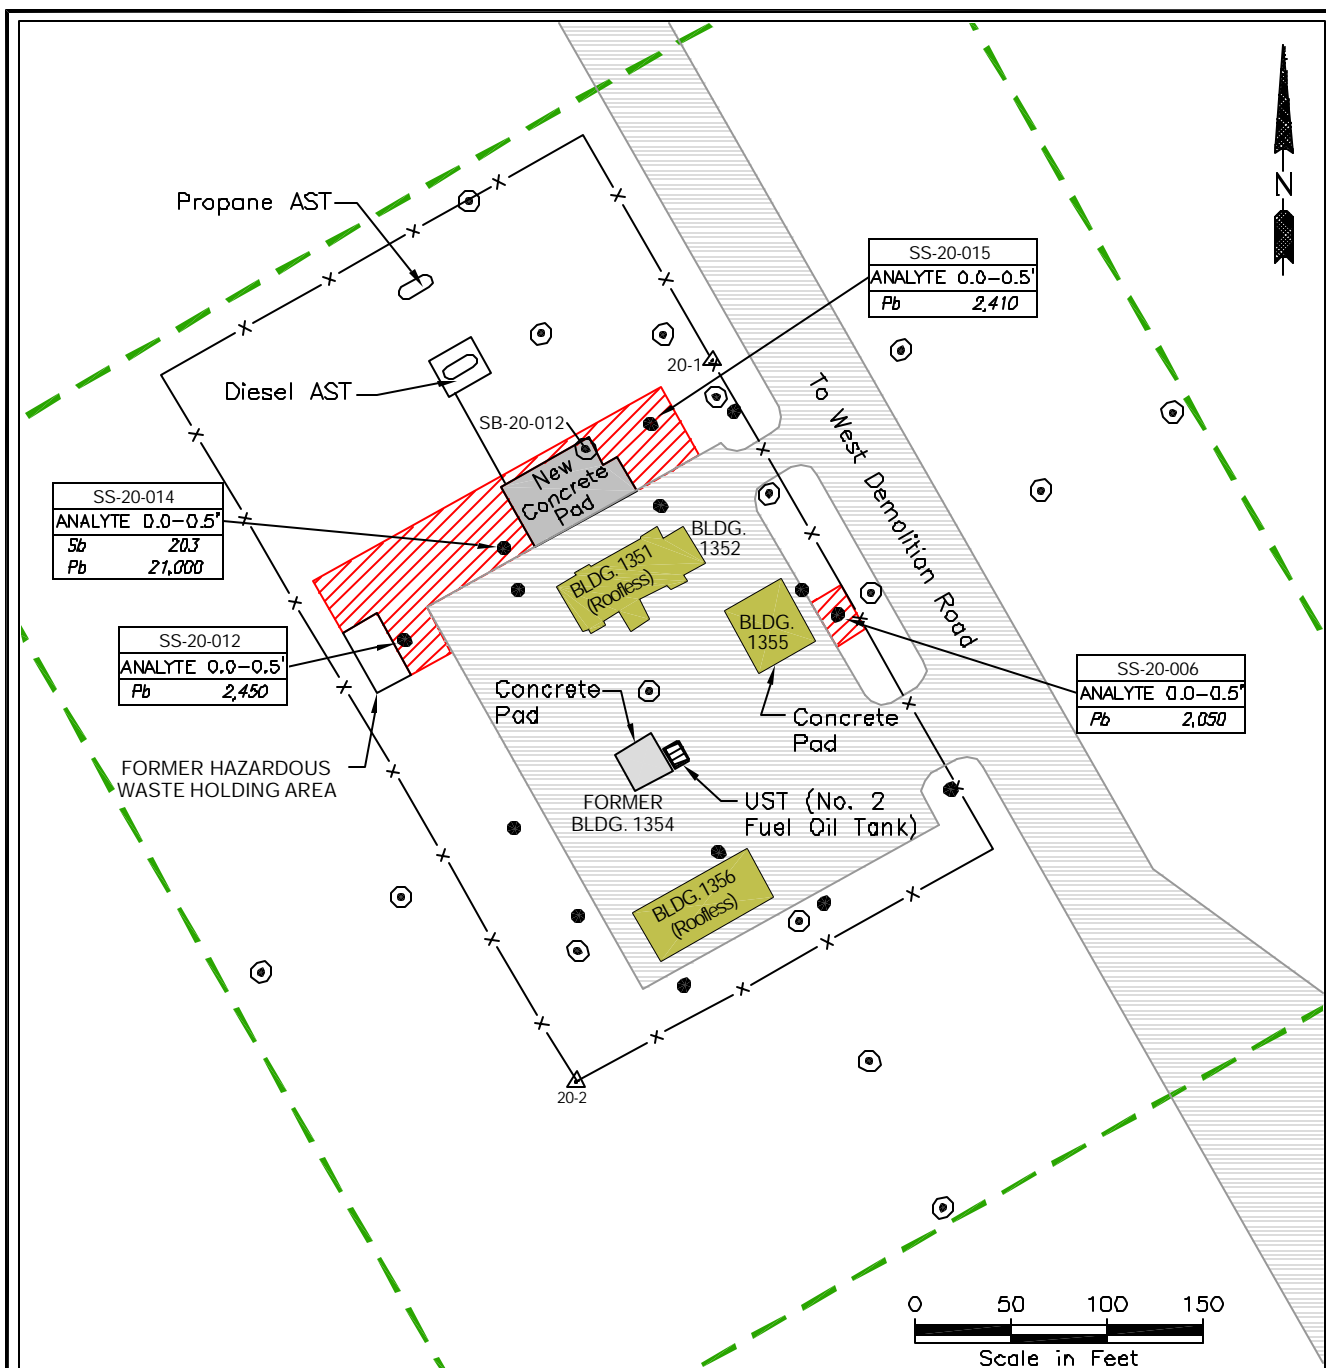 N
Propane AST
SS-20-015
ANALYTE 0.0-0.5'
Pb 2,410
20-1
Diesel AST
SB-20-012
To West Demolition Road
New
Concrete
Pad
SS-20-014
ANALYTE 0.0-0.5'
Sb 203
Pb 21,000
BLDG.
1352
BLDG. 1351
(Roofless)
BLDG.
1355
SS-20-012
ANALYTE 0.0-0.5'
Pb 2,450
SS-20-006
ANALYTE 0.0-0.5'
Pb 2,050
Concrete
Pad
Concrete
Pad
FORMER HAZARDOUS
WASTE HOLDING AREA
FORMER
BLDG. 1354
UST (No. 2
Fuel Oil Tank)
BLDG. 1356
(Roofless)
20-2
0 50 100 150
Scale in Feet